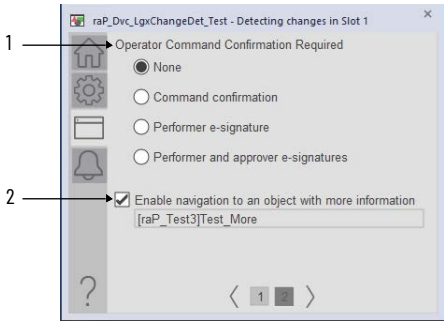 raP_Dvc_LgxChangeDet_Test - Detecting changes in Slot 1
×
1
Operator Command Confirmation Required
None
Command confirmation
Performer e-signature
Performer and approver e-signatures
2
Enable navigation to an object with more information
[raP_Test3]Test_More
?
1 2